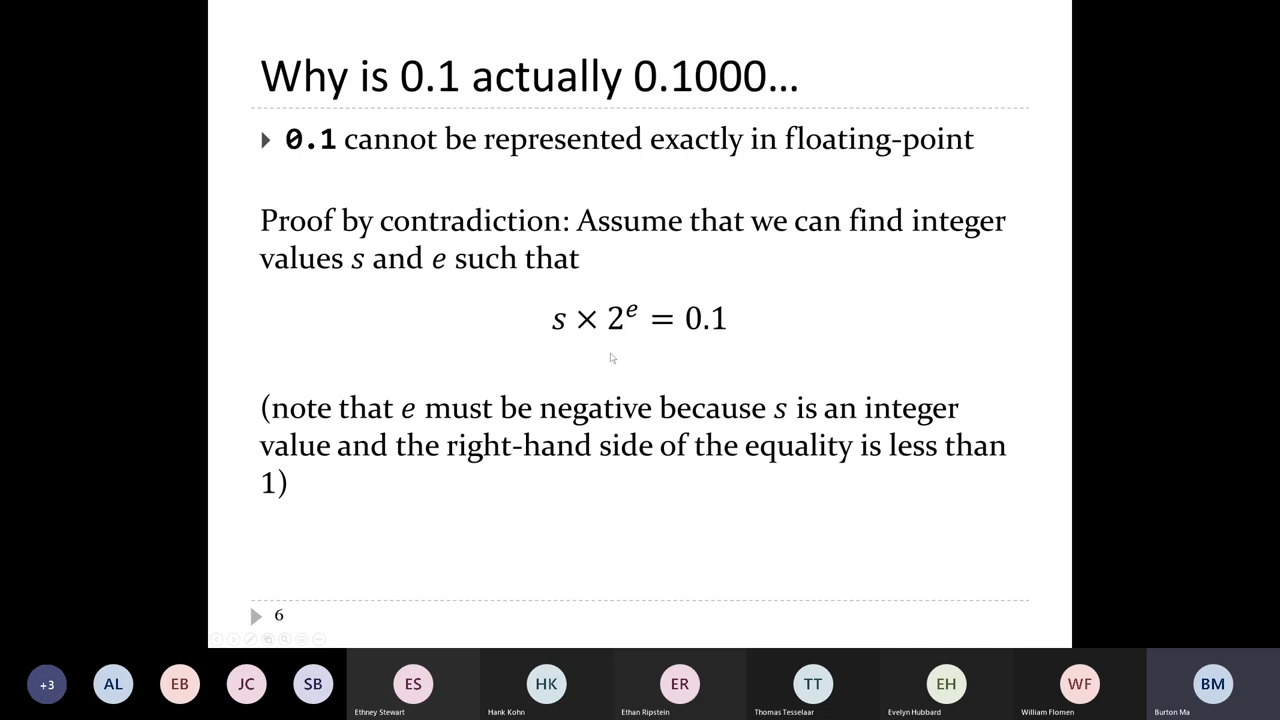 Why is 0.1 actually 0.1000…
0.1 cannot be represented exactly in floating-point
Proof by contradiction: Assume that we can find integer
values s and e such that
s × 2^e = 0.1
(note that e must be negative because s is an integer
value and the right-hand side of the equality is less than
1)
6
+3 AL EB JC SB ES HK ER TT EH WF BM
Ethney Stewart Hank Kohn Ethan Ripstein Thomas Tesselaar Evelyn Hubbard William Flomen Burton Ma